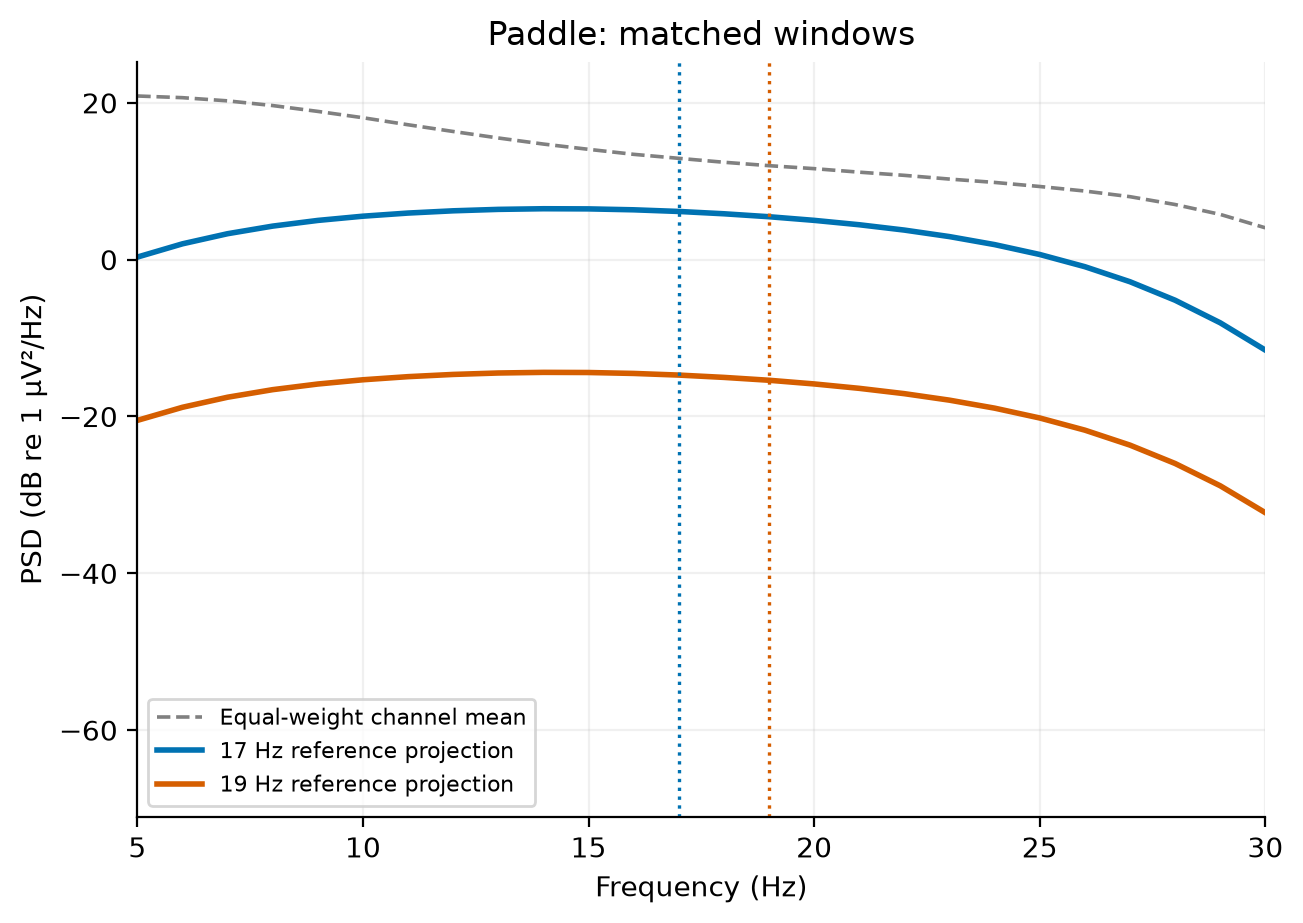 Paddle: matched windows
PSD (dB re 1 µV²/Hz)
20
0
−20
−40
−60
Equal-weight channel mean
17 Hz reference projection
19 Hz reference projection
5 10 15 20 25 30
Frequency (Hz)